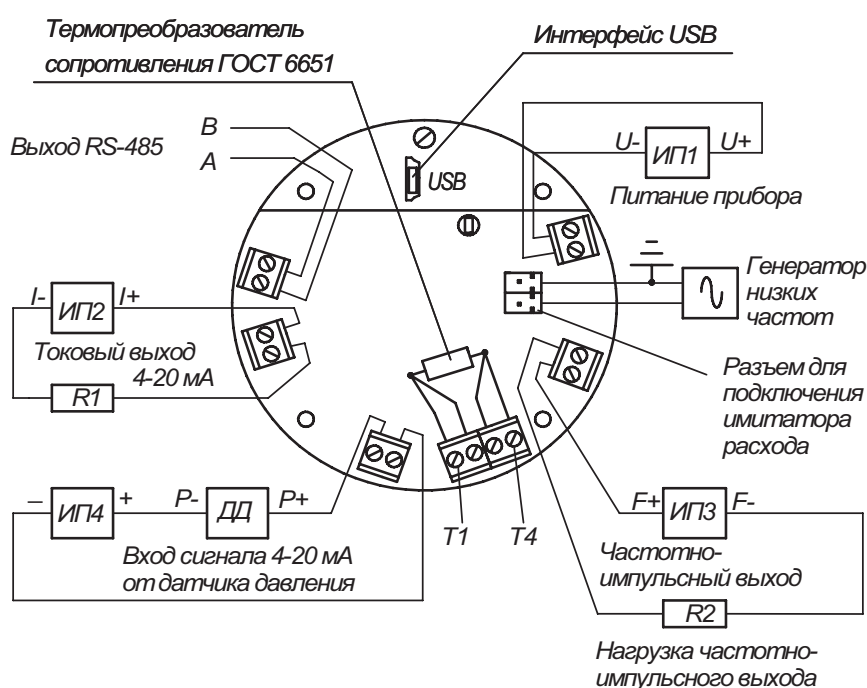 Термопреобразователь
сопротивления ГОСТ 6651
Интерфейс USB
Выход RS-485
B
A
USB
U-
ИП1
U+
Питание прибора
Генератор
низких
частот
I-
ИП2
I+
Токовый выход
4-20 мА
R1
Разъем для
подключения
имитатора
расхода
–
ИП4
+
P-
ДД
P+
Вход сигнала 4-20 мА
от датчика давления
T1
T4
F+
ИП3
F-
Частотно-
импульсный выход
R2
Нагрузка частотно-
импульсного выхода